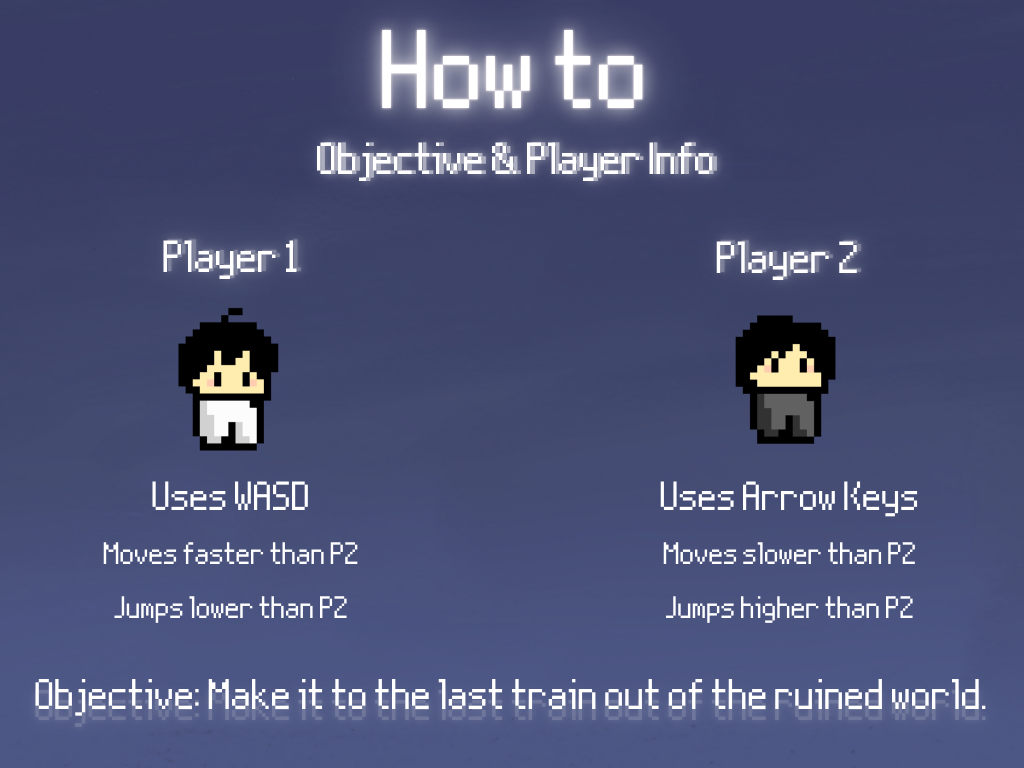 How to
Objective & Player Info
Player 1
Player 2
Uses WASD
Uses Arrow Keys
Moves faster than P2
Moves slower than P2
Jumps lower than P2
Jumps higher than P2
Objective: Make it to the last train out of the ruined world.